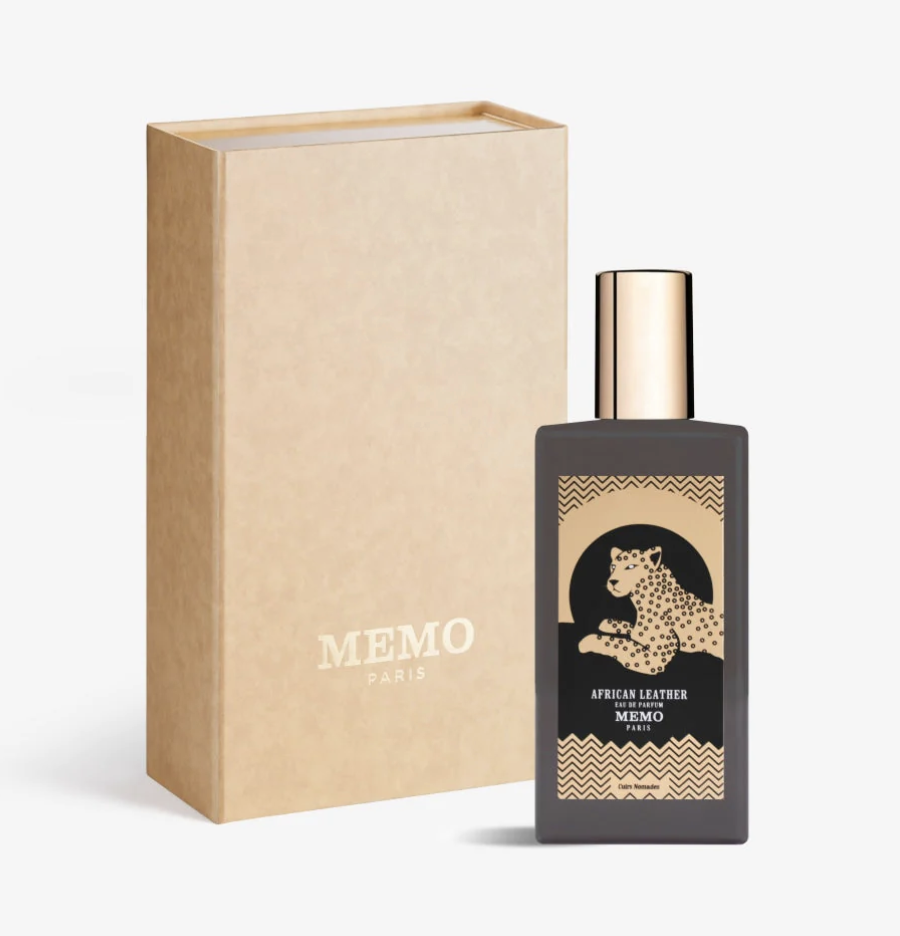 MEMO
PARIS
AFRICAN LEATHER
EAU DE PARFUM
MEMO
PARIS
Cuirs Nomades